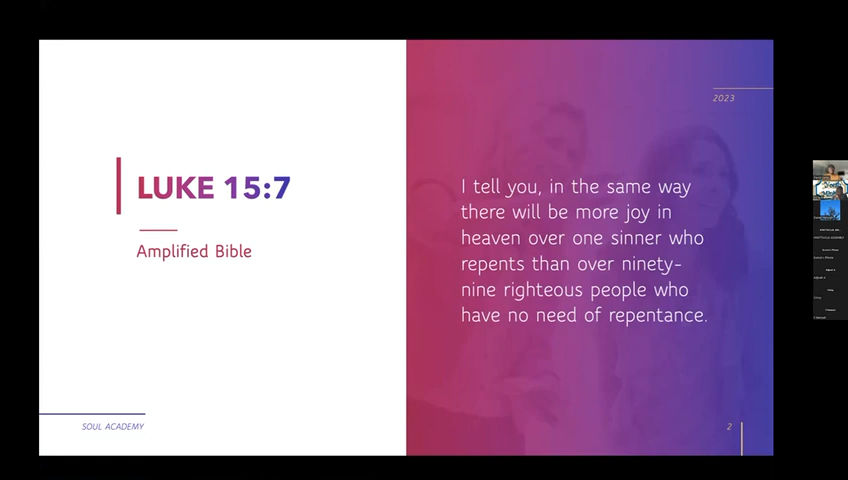 LUKE 15:7
Amplified Bible
SOUL ACADEMY
2023
I tell you, in the same way
there will be more joy in
heaven over one sinner who
repents than over ninety-
nine righteous people who
have no need of repentance.
2